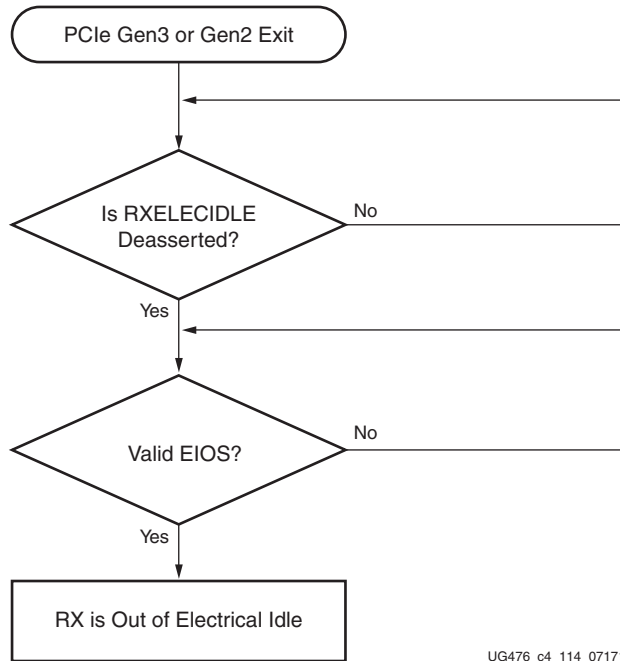 PCIe Gen3 or Gen2 Exit
Is RXELECIDLE
Deasserted?
No
Yes
Valid EIOS?
No
Yes
RX is Out of Electrical Idle
UG476_c4_114_07171